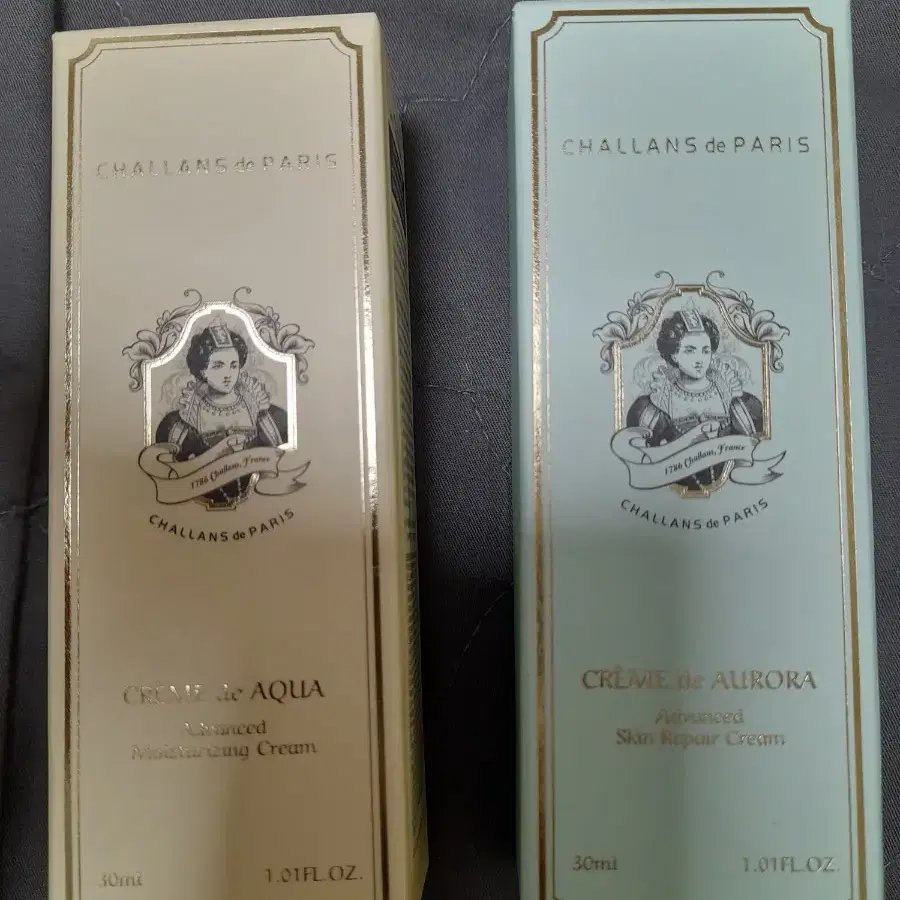 CHALLANS de PARIS
1786 Challans, France
CHALLANS de PARIS
CRÈME de AQUA
Advanced
Moisturizing Cream
30ml
1.01FL.OZ.
CHALLANS de PARIS
1786 Challans, France
CHALLANS de PARIS
CRÈME de AURORA
Advanced
Skin Repair Cream
30ml
1.01FL.OZ.